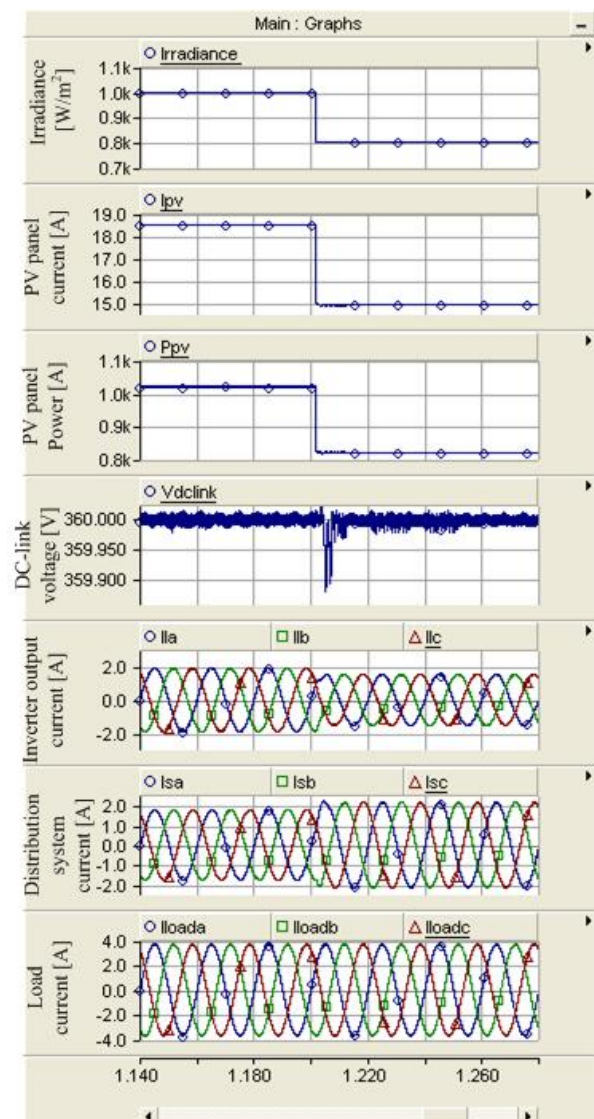 Main : Graphs
Irradiance
Irradiance
[W/m²]
1.1k
1.0k
0.9k
0.8k
0.7k
Ipv
PV panel
current [A]
19.0
18.0
17.0
16.0
15.0
Ppv
PV panel
Power [A]
1.1k
1.0k
0.9k
0.8k
Vdclink
DC-link
voltage [V]
360.000
359.950
359.900
IIa IIb IIc
Inverter output
current [A]
2.0
0.0
-2.0
Isa Isb Isc
Distribution
system
current [A]
2.0
1.0
0.0
-1.0
-2.0
Iloada Iloadb Iloadc
Load
current [A]
4.0
2.0
0.0
-2.0
-4.0
1.140 1.180 1.220 1.260